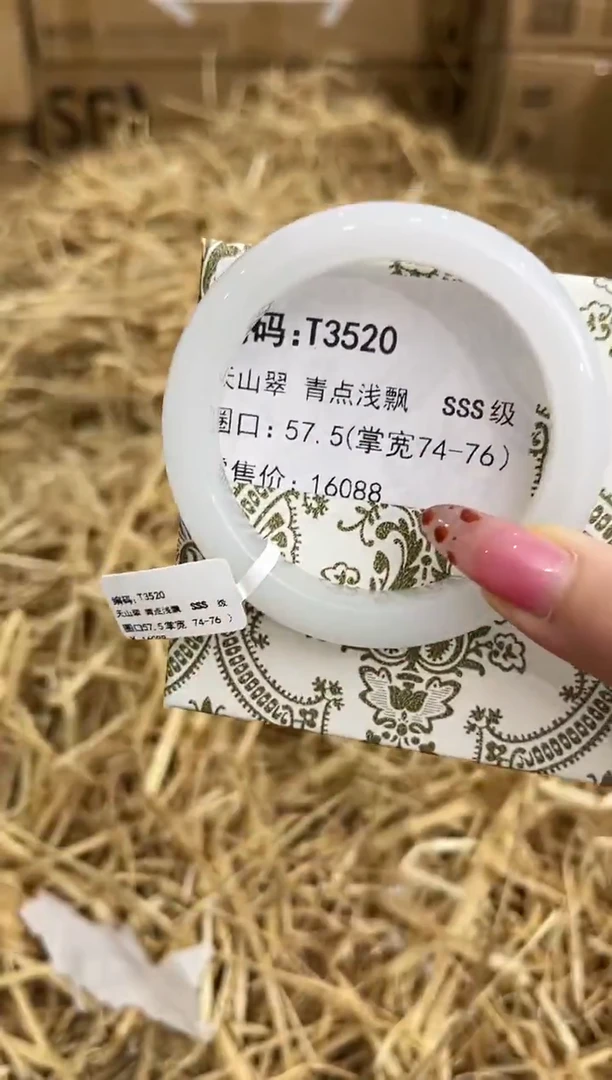 SF
码:T3520
天山翠 青点浅飘 SSS级
圈口: 57.5(掌宽74-76)
售价: 16088
编码:T3520
天山翠 青点浅飘 SSS 级
圈口57.5掌宽 74-76 )